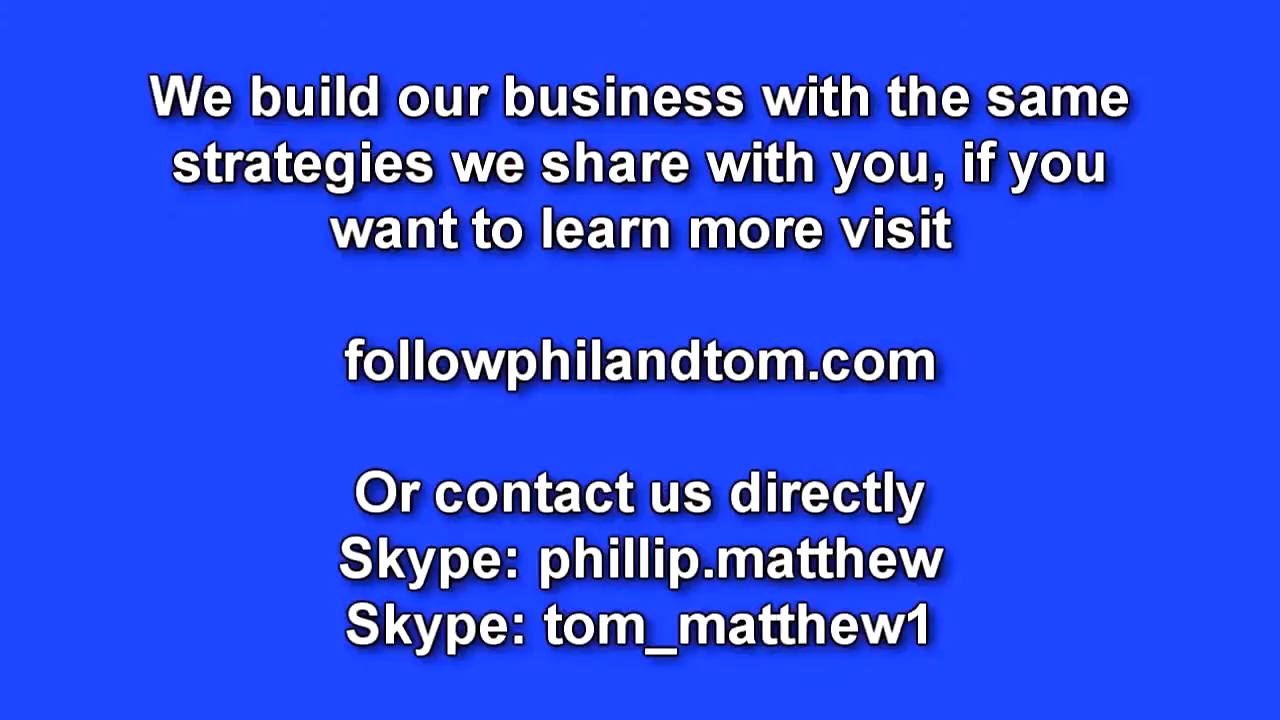 We build our business with the same
strategies we share with you, if you
want to learn more visit
followphilandtom.com
Or contact us directly
Skype: phillip.matthew
Skype: tom_matthew1